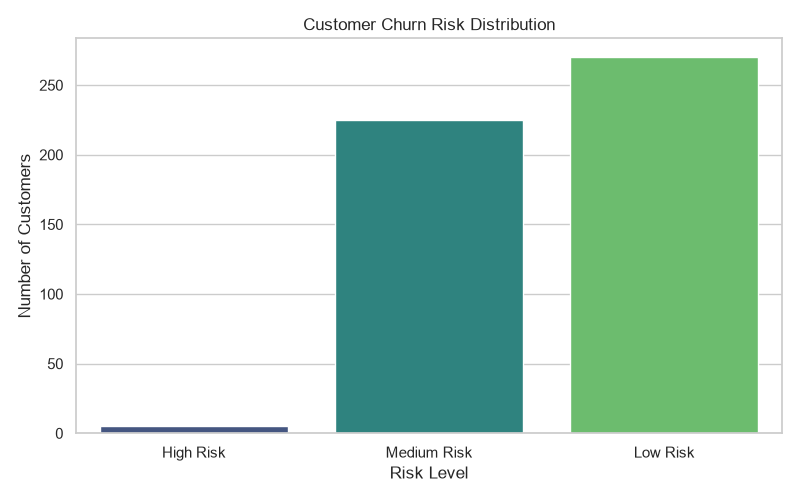 Customer Churn Risk Distribution
Number of Customers
250
200
150
100
50
0
High Risk
Medium Risk
Low Risk
Risk Level